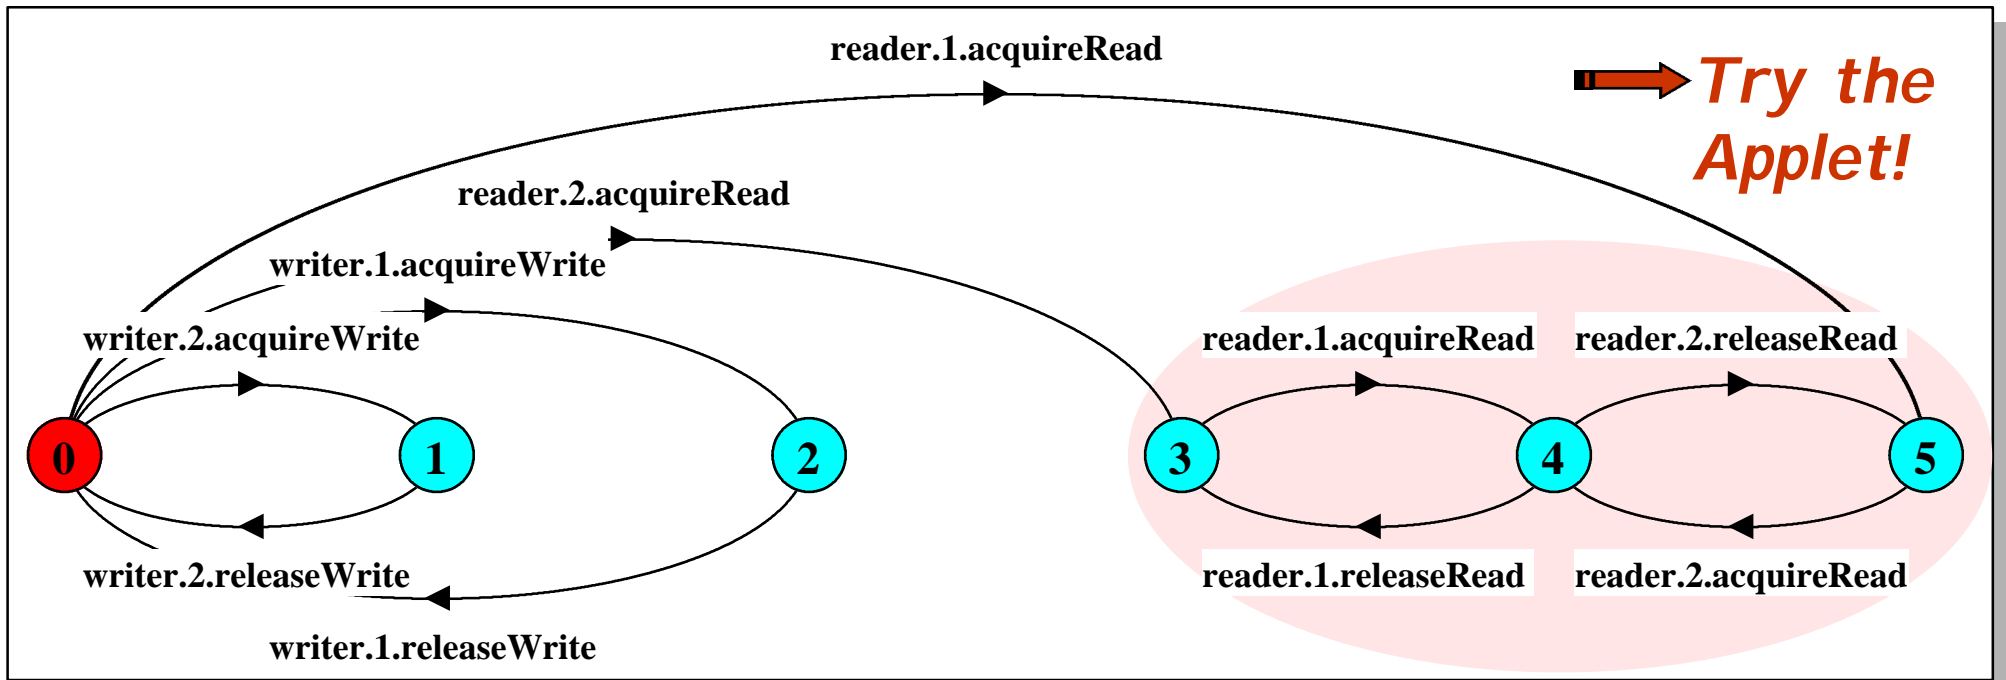 reader.1.acquireRead
Try the
Applet!
reader.2.acquireRead
writer.1.acquireWrite
writer.2.acquireWrite
reader.1.acquireRead
reader.2.releaseRead
0
1
2
3
4
5
writer.2.releaseWrite
reader.1.releaseRead
reader.2.acquireRead
writer.1.releaseWrite